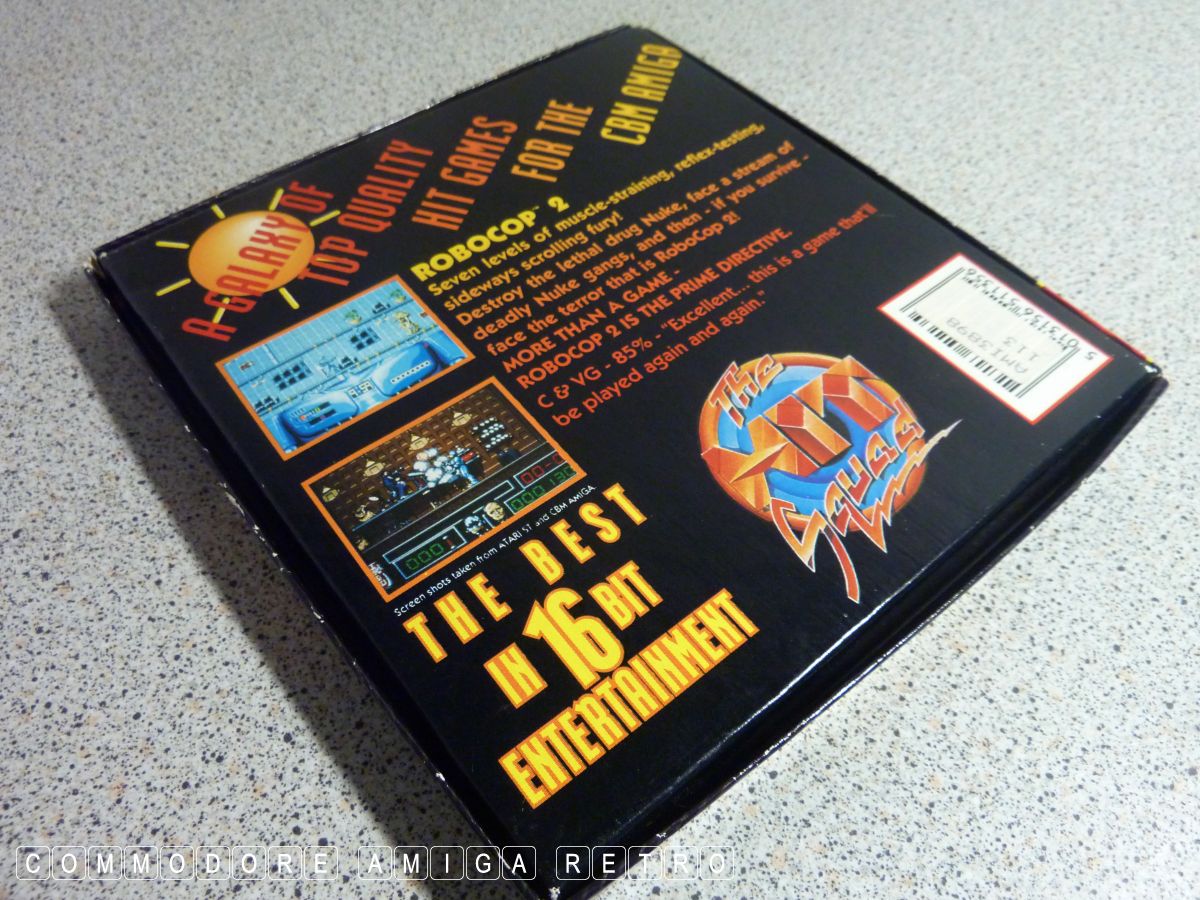 A GALAXY OF
TOP QUALITY
HIT GAMES
FOR THE
CBM AMIGA
ROBOCOP™ 2
Seven levels of muscle-straining, reflex-testing,
sideways scrolling fury!
Destroy the lethal drug Nuke, face a stream of
deadly Nuke gangs, and then - if you survive -
face the terror that is RoboCop 2!
MORE THAN A GAME -
ROBOCOP 2 IS THE PRIME DIRECTIVE.
C & VG - 85% - "Excellent... this is a game that'll
be played again and again."
Screen shots taken from ATARI ST and CBM AMIGA.
THE BEST
IN 16 BIT
ENTERTAINMENT
THE
HIT
SQUAD
COMMODORE AMIGA RETRO